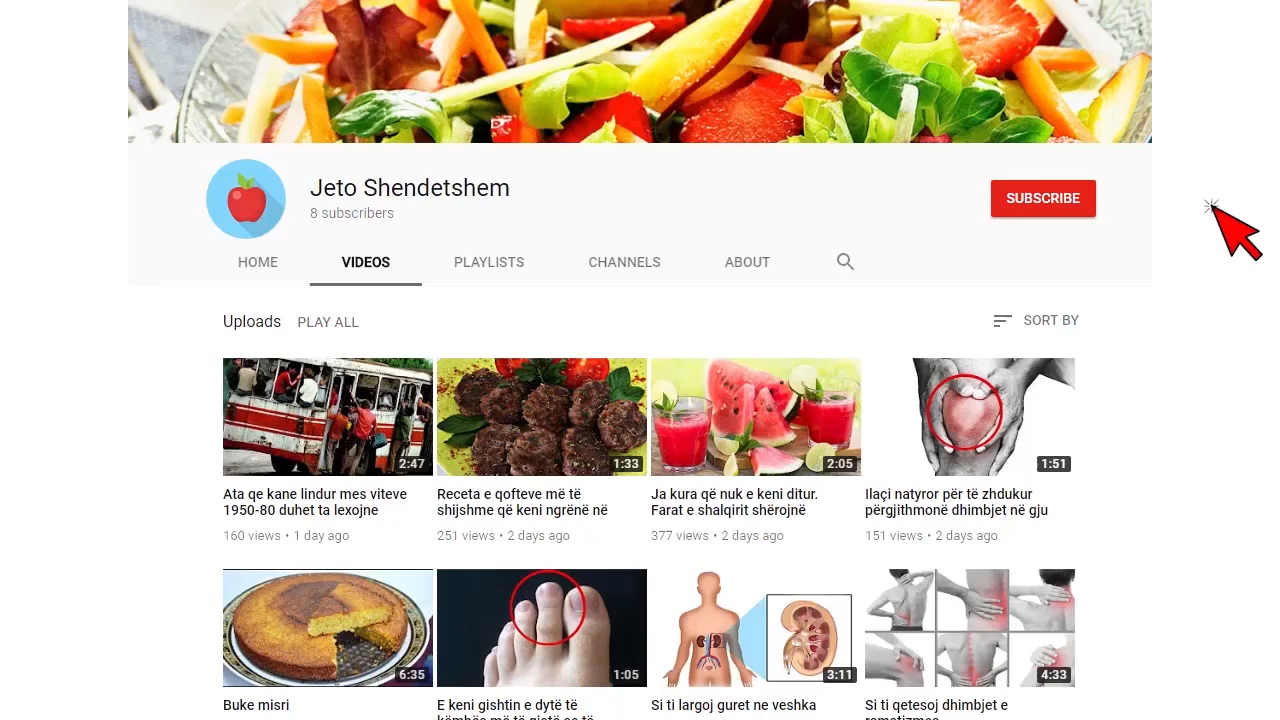 Jeto Shendetshem
8 subscribers
SUBSCRIBE
HOME
VIDEOS
PLAYLISTS
CHANNELS
ABOUT
Uploads
PLAY ALL
SORT BY
2:47
1:33
2:05
1:51
Ata qe kane lindur mes viteve
1950-80 duhet ta lexojne
160 views • 1 day ago
Receta e qofteve më të
shijshme që keni ngrënë në
251 views • 2 days ago
Ja kura që nuk e keni ditur.
Farat e shalqirit shërojnë
377 views • 2 days ago
Ilaçi natyror për të zhdukur
përgjithmonë dhimbjet në gju
151 views • 2 days ago
6:35
1:05
3:11
4:33
Buke misri
E keni gishtin e dytë të
Si ti largoj guret ne veshka
Si ti qetesoj dhimbjet e